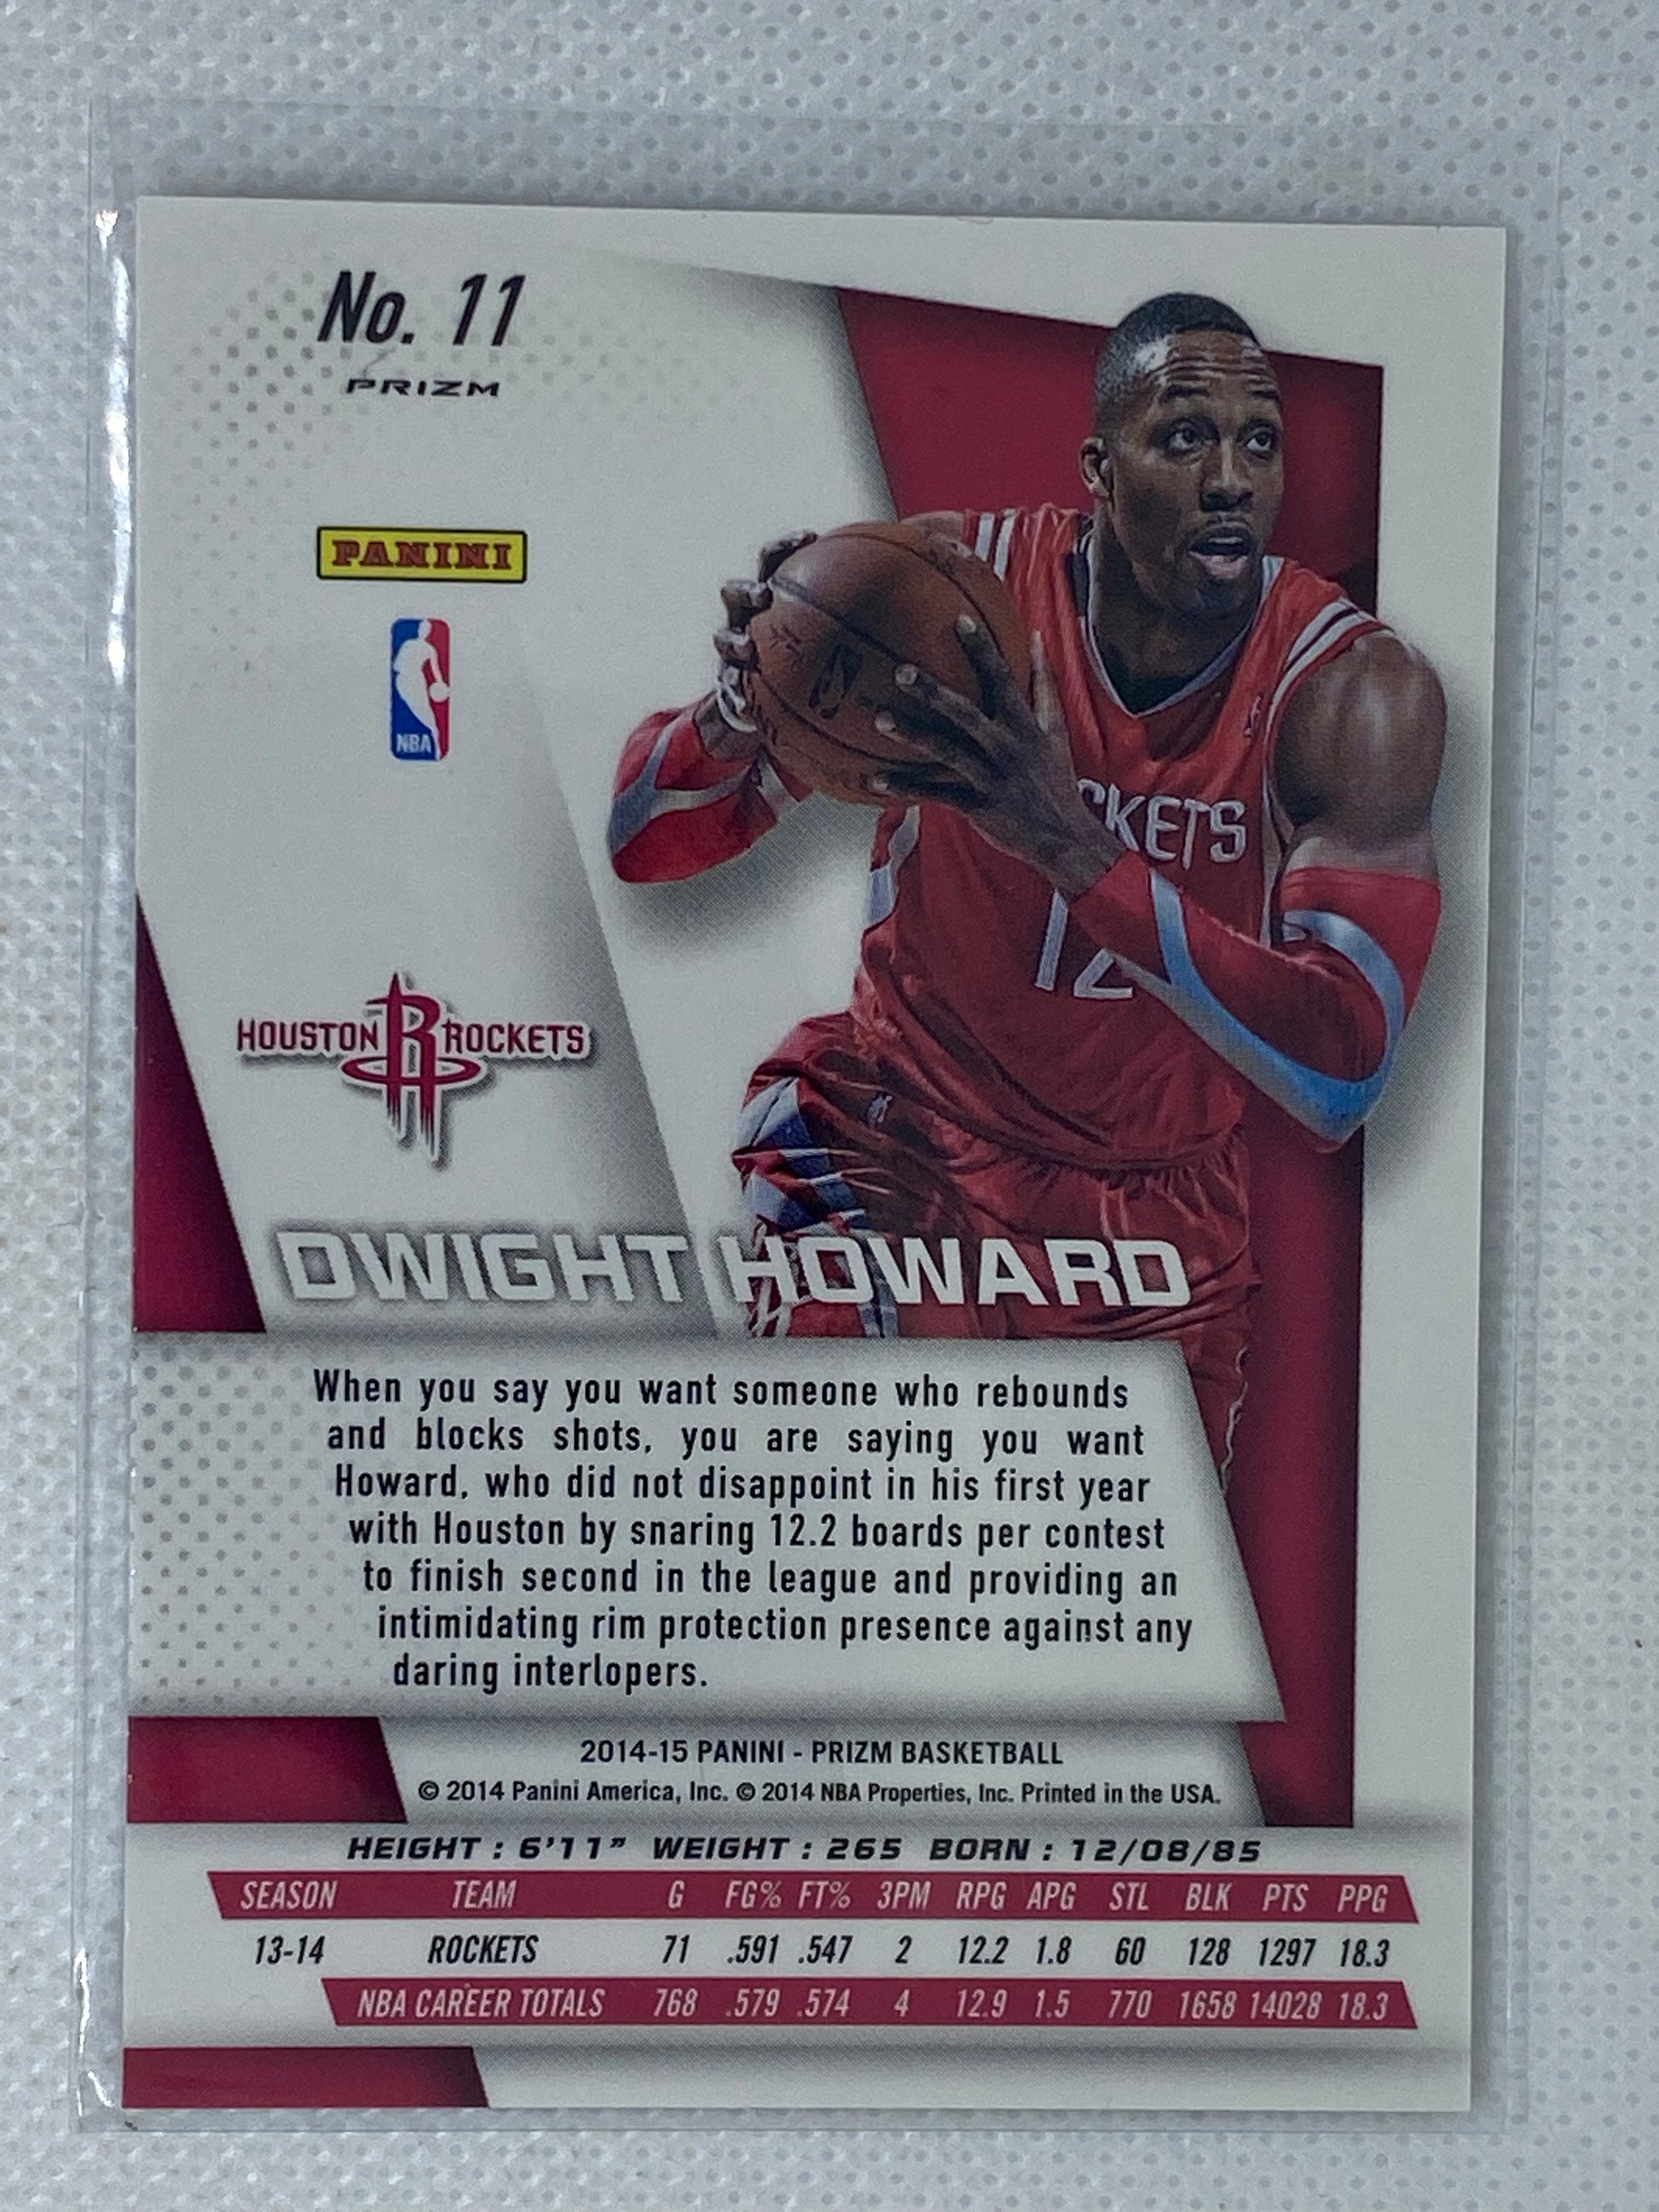 No. 11
PRIZM
PANINI
NBA
HOUSTON ROCKETS
CKETS
12
DWIGHT HOWARD
When you say you want someone who rebounds
and blocks shots, you are saying you want
Howard, who did not disappoint in his first year
with Houston by snaring 12.2 boards per contest
to finish second in the league and providing an
intimidating rim protection presence against any
daring interlopers.
2014-15 PANINI - PRIZM BASKETBALL
© 2014 Panini America, Inc. © 2014 NBA Properties, Inc. Printed in the USA.
HEIGHT : 6'11" WEIGHT : 265 BORN : 12/08/85
SEASON TEAM G FG% FT% 3PM RPG APG STL BLK PTS PPG
13-14 ROCKETS 71 .591 .547 2 12.2 1.8 60 128 1297 18.3
NBA CAREER TOTALS 768 .579 .574 4 12.9 1.5 770 1658 14028 18.3